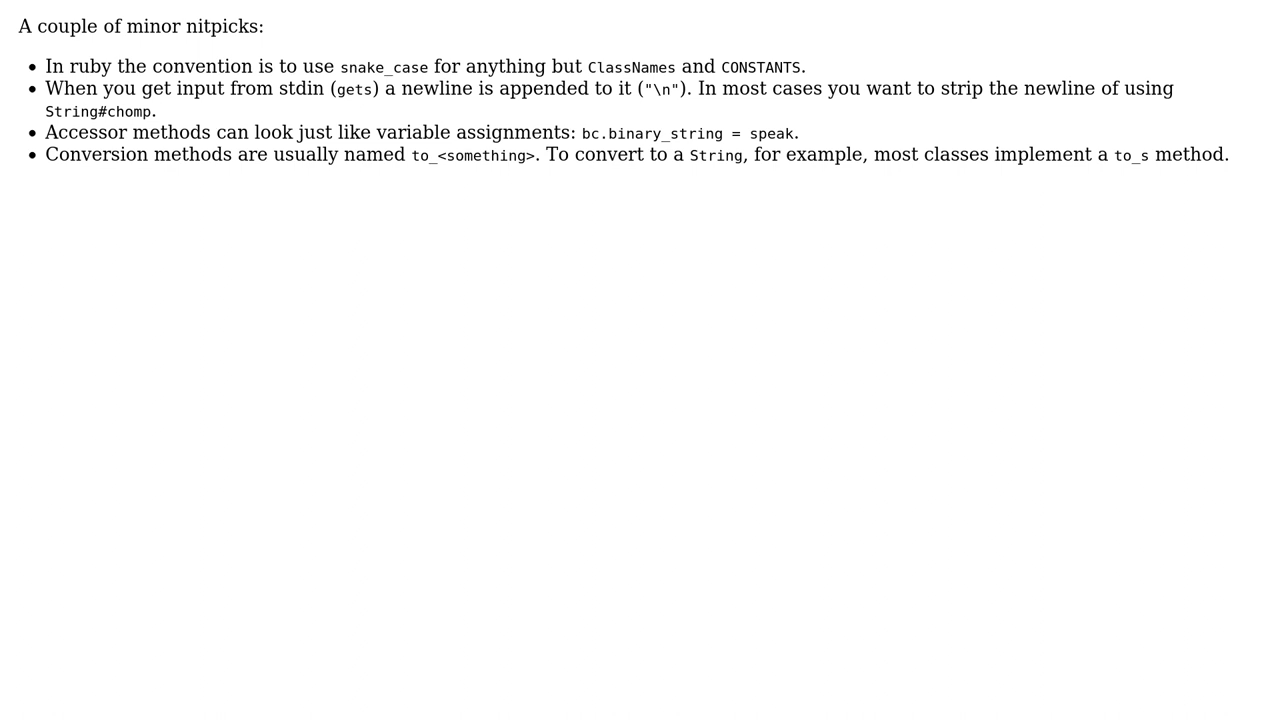 A couple of minor nitpicks:
• In ruby the convention is to use snake_case for anything but ClassNames and CONSTANTS.
• When you get input from stdin (gets) a newline is appended to it ("\n"). In most cases you want to strip the newline of using
String#chomp.
• Accessor methods can look just like variable assignments: bc.binary_string = speak.
• Conversion methods are usually named to_<something>. To convert to a String, for example, most classes implement a to_s method.